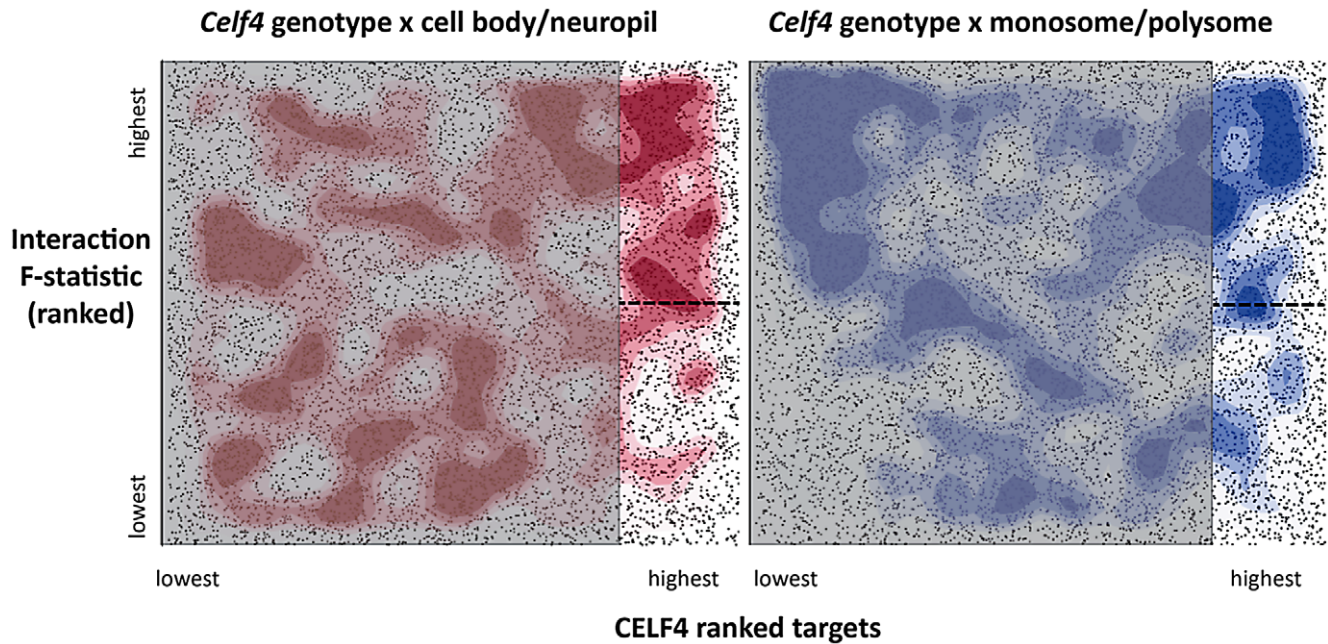 Celf4 genotype x cell body/neuropil
Celf4 genotype x monosome/polysome
highest
Interaction
F-statistic
(ranked)
lowest
lowest
highest
lowest
highest
CELF4 ranked targets